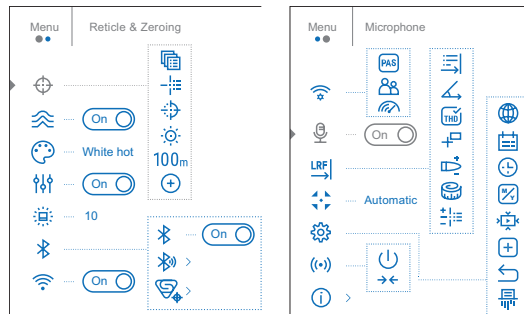 Menu Reticle & Zeroing
On
White hot
100m
On
10
On
On
Menu Microphone
PAS
On
THD
LRF
M/Y
Automatic